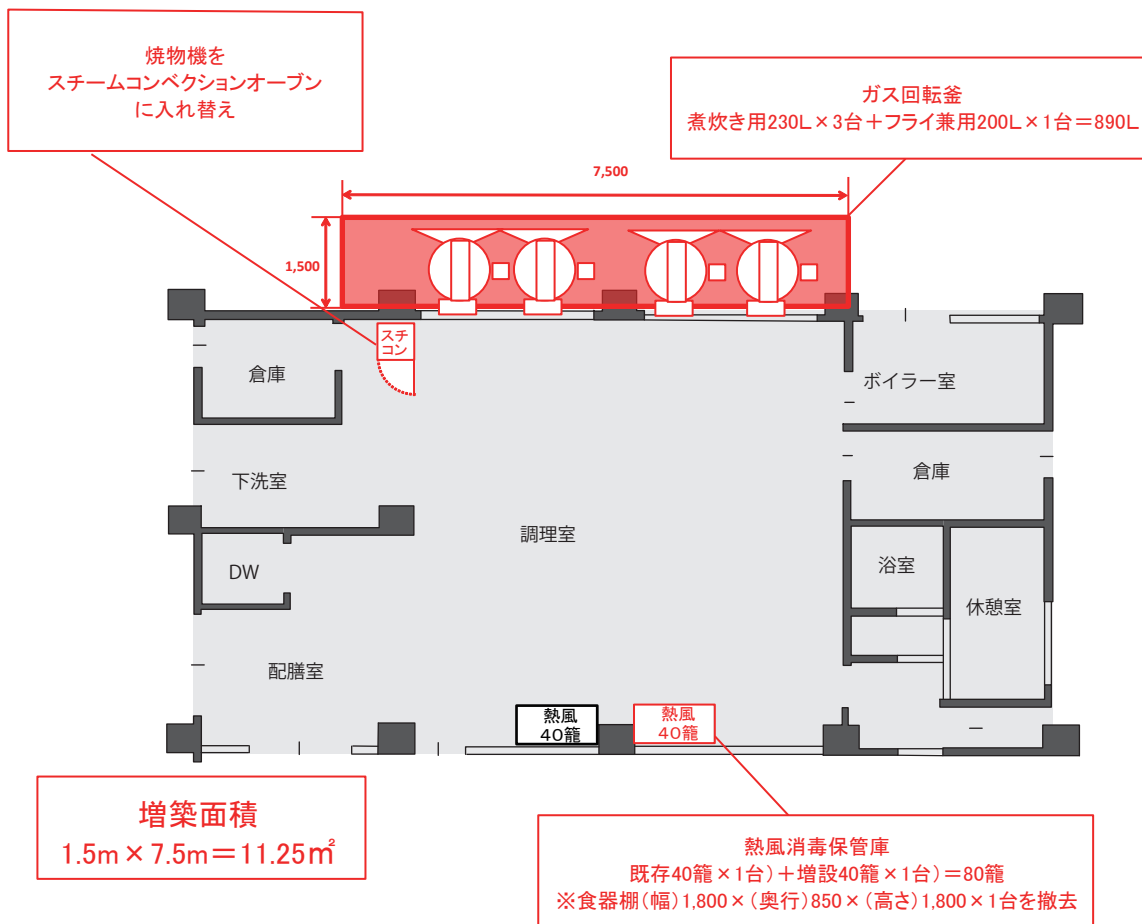 焼物機を
スチームコンベクションオーブン
に入れ替え
ガス回転釜
煮炊き用230L×3台+フライ兼用200L×1台=890L
7,500
1,500
スチ
コン
倉庫
ボイラー室
下洗室
倉庫
調理室
DW
浴室
休憩室
配膳室
熱風
40籠
熱風
40籠
増築面積
1.5m×7.5m=11.25㎡
熱風消毒保管庫
既存40籠×1台)+増設40籠×1台)=80籠
※食器棚(幅)1,800×(奥行)850×(高さ)1,800×1台を撤去